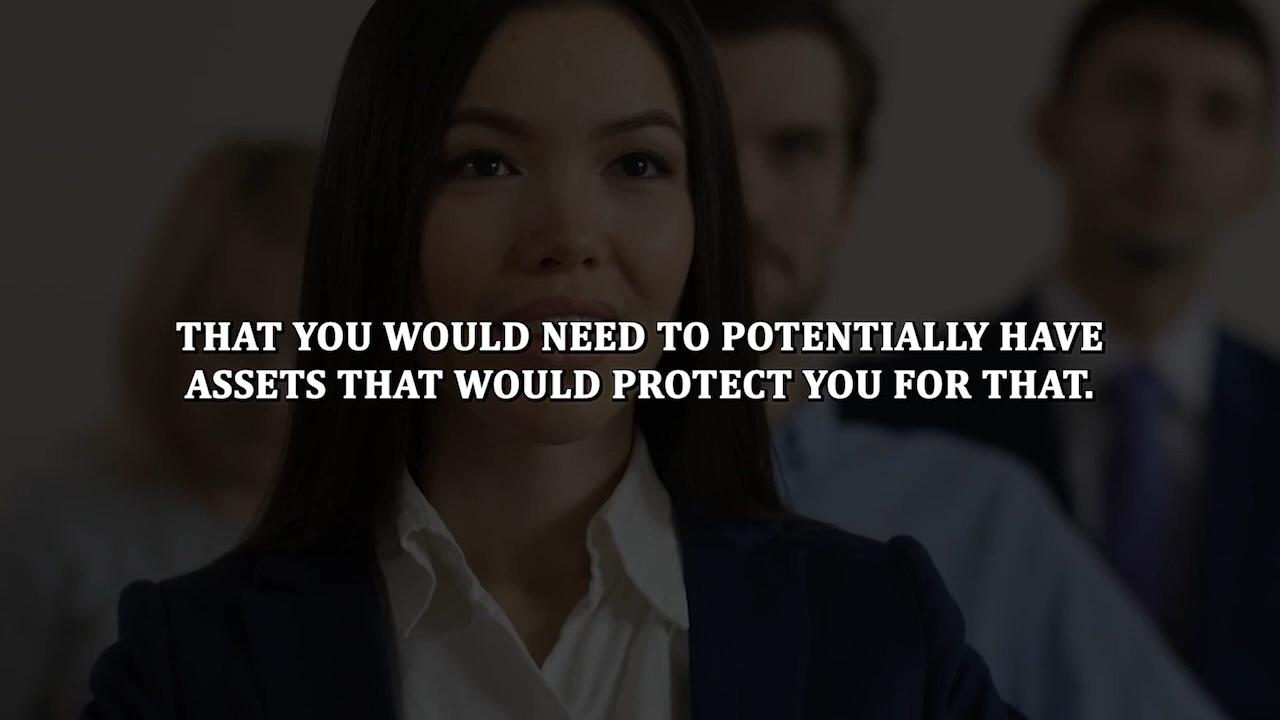 THAT YOU WOULD NEED TO POTENTIALLY HAVE
ASSETS THAT WOULD PROTECT YOU FOR THAT.